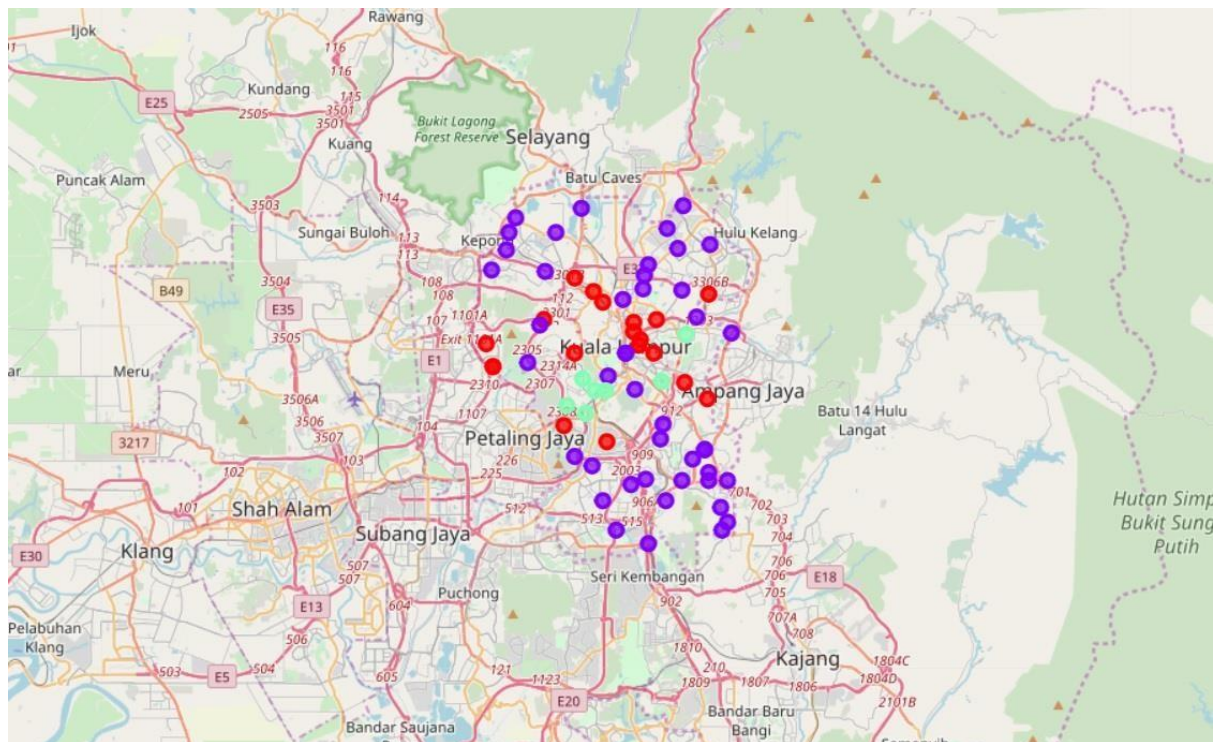 Rawang
Ijok
116
116
E25
Kundang
115
2505
3501
3501
Bukit Lagong
Forest Reserve
Selayang
Kuang
Puncak Alam
Batu Caves
114
3503
Sungai Buloh
113
113
Kepong
Hulu Kelang
3504
B49
108
108
112
3306B
E35
107
1101A
2301
Exit 1101A
Kuala Lumpur
E1
2305
2314A
Meru
2310
2307
3506A
Ampang Jaya
1107
2308
912
Batu 14 Hulu
Langat
3506
3507
104
3217
Petaling Jaya
103
909
102
226
225
2003
701
Hutan Simp
Bukit Sung
Putih
101
Shah Alam
512
906
702
513
515
703
Subang Jaya
704
E30
Klang
507
507
706
Seri Kembangan
E18
706
E13
604
Puchong
705
902
506
707A
Pelabuhan
Klang
708
1810
Kajang
503
504
E5
605
121
210
1804C
1123
1809
1807
1806
1804D
E20
2101B
Bandar Saujana
Bandar Baru
Bangi